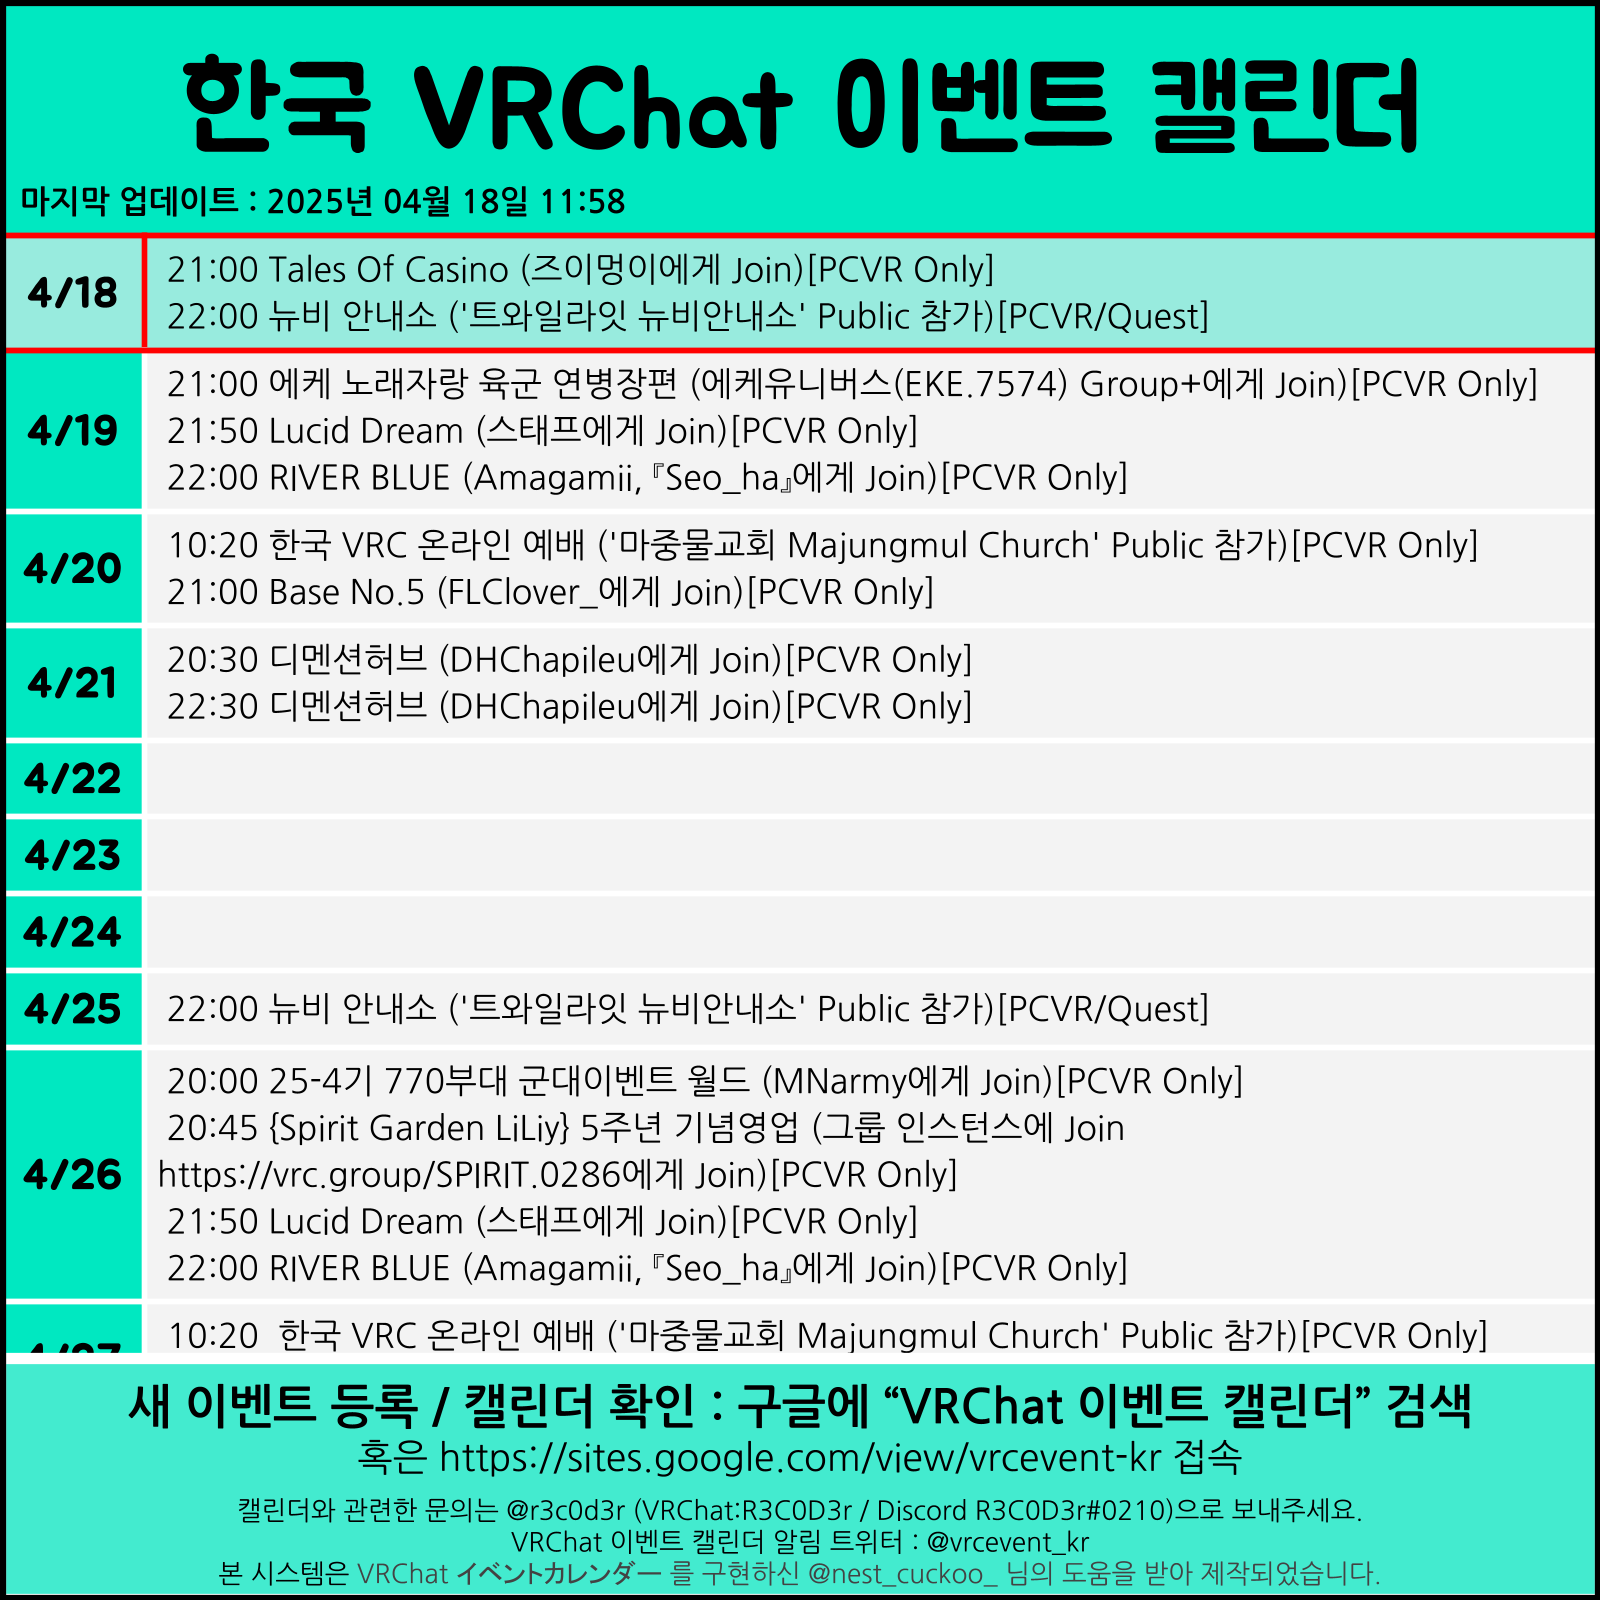 한국 VRChat 이벤트 캘린더
마지막 업데이트 : 2025년 04월 18일 11:58
4/18
21:00 Tales Of Casino (즈이멍이에게 Join)[PCVR Only]
22:00 뉴비 안내소 ('트와일라잇 뉴비안내소' Public 참가)[PCVR/Quest]
4/19
21:00 에케 노래자랑 육군 연병장편 (에케유니버스(EKE.7574) Group+에게 Join)[PCVR Only]
21:50 Lucid Dream (스태프에게 Join)[PCVR Only]
22:00 RIVER BLUE (Amagamii,『Seo_ha』에게 Join)[PCVR Only]
4/20
10:20 한국 VRC 온라인 예배 ('마중물교회 Majungmul Church' Public 참가)[PCVR Only]
21:00 Base No.5 (FLClover_에게 Join)[PCVR Only]
4/21
20:30 디멘션허브 (DHChapileu에게 Join)[PCVR Only]
22:30 디멘션허브 (DHChapileu에게 Join)[PCVR Only]
4/22
4/23
4/24
4/25
22:00 뉴비 안내소 ('트와일라잇 뉴비안내소' Public 참가)[PCVR/Quest]
4/26
20:00 25-4기 770부대 군대이벤트 월드 (MNarmy에게 Join)[PCVR Only]
20:45 {Spirit Garden LiLiy} 5주년 기념영업 (그룹 인스턴스에 Join
https://vrc.group/SPIRIT.0286에게 Join)[PCVR Only]
21:50 Lucid Dream (스태프에게 Join)[PCVR Only]
22:00 RIVER BLUE (Amagamii,『Seo_ha』에게 Join)[PCVR Only]
4/27
10:20 한국 VRC 온라인 예배 ('마중물교회 Majungmul Church' Public 참가)[PCVR Only]
새 이벤트 등록 / 캘린더 확인 : 구글에 “VRChat 이벤트 캘린더” 검색
혹은 https://sites.google.com/view/vrcevent-kr 접속
캘린더와 관련한 문의는 @r3c0d3r (VRChat:R3C0D3r / Discord R3C0D3r#0210)으로 보내주세요.
VRChat 이벤트 캘린더 알림 트위터 : @vrcevent_kr
본 시스템은 VRChat イベントカレンダー 를 구현하신 @nest_cuckoo_ 님의 도움을 받아 제작되었습니다.